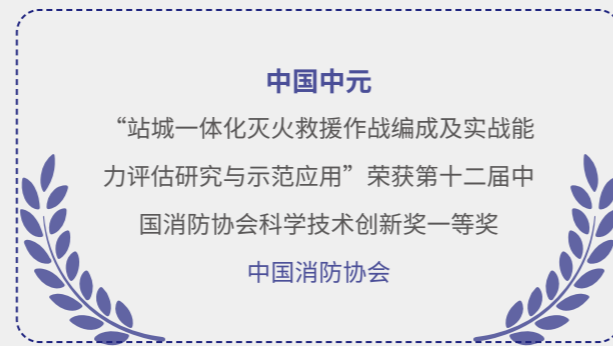 中国中元
“站城一体化灭火救援作战编成及实战能
力评估研究与示范应用”荣获第十二届中
国消防协会科学技术创新奖一等奖
中国消防协会